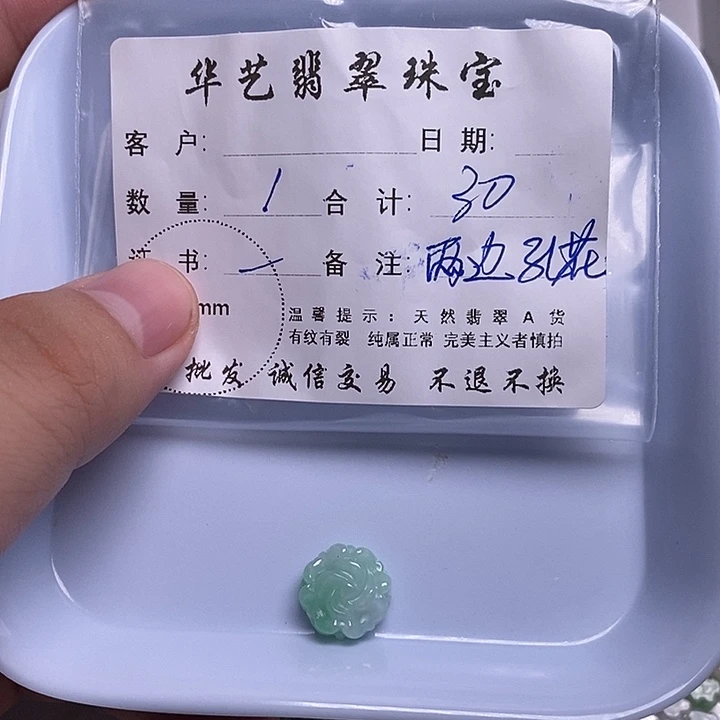 华艺翡翠珠宝
客户: 日期:
数量: 1 合计: 30
证书: 一 备注: 两边孔花
mm 温馨提示: 天然翡翠A货
有纹有裂 纯属正常 完美主义者慎拍
批发 诚信交易 不退不换